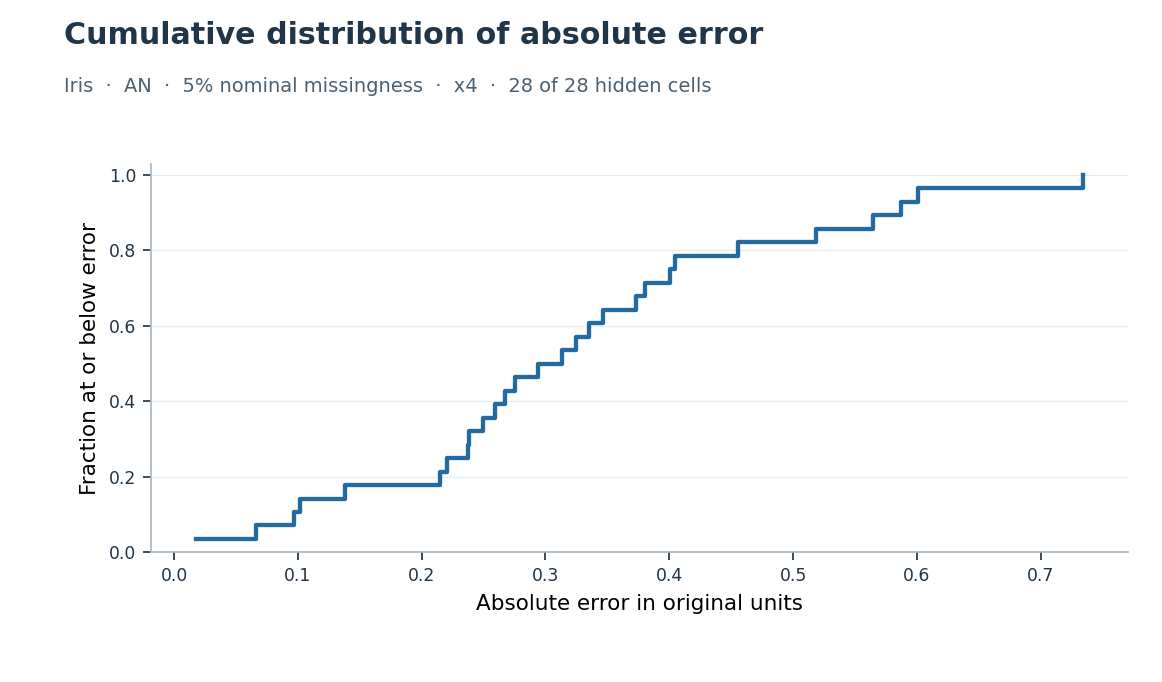 Cumulative distribution of absolute error
Iris · AN · 5% nominal missingness · x4 · 28 of 28 hidden cells
Fraction at or below error
1.0
0.8
0.6
0.4
0.2
0.0
0.0 0.1 0.2 0.3 0.4 0.5 0.6 0.7
Absolute error in original units